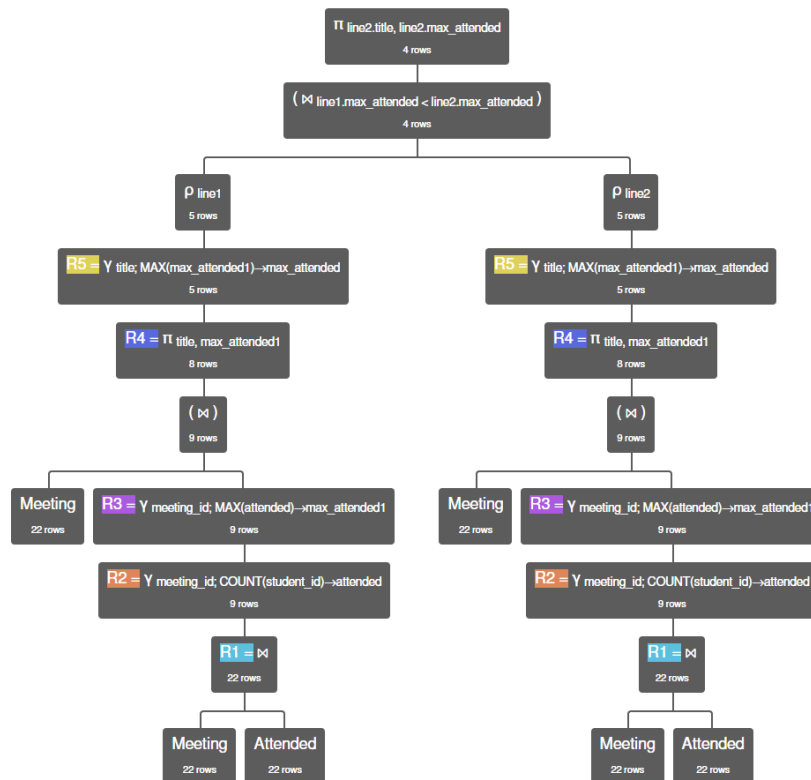 π line2.title, line2.max_attended
4 rows
( ⋈ line1.max_attended < line2.max_attended )
4 rows
ρ line1
5 rows
ρ line2
5 rows
R5 = γ title; MAX(max_attended1)→max_attended
5 rows
R5 = γ title; MAX(max_attended1)→max_attended
5 rows
R4 = π title, max_attended1
8 rows
R4 = π title, max_attended1
8 rows
( ⋈ )
9 rows
( ⋈ )
9 rows
Meeting
22 rows
R3 = γ meeting_id; MAX(attended)→max_attended1
9 rows
Meeting
22 rows
R3 = γ meeting_id; MAX(attended)→max_attended1
9 rows
R2 = γ meeting_id; COUNT(student_id)→attended
9 rows
R2 = γ meeting_id; COUNT(student_id)→attended
9 rows
R1 = ⋈
22 rows
R1 = ⋈
22 rows
Meeting
22 rows
Attended
22 rows
Meeting
22 rows
Attended
22 rows